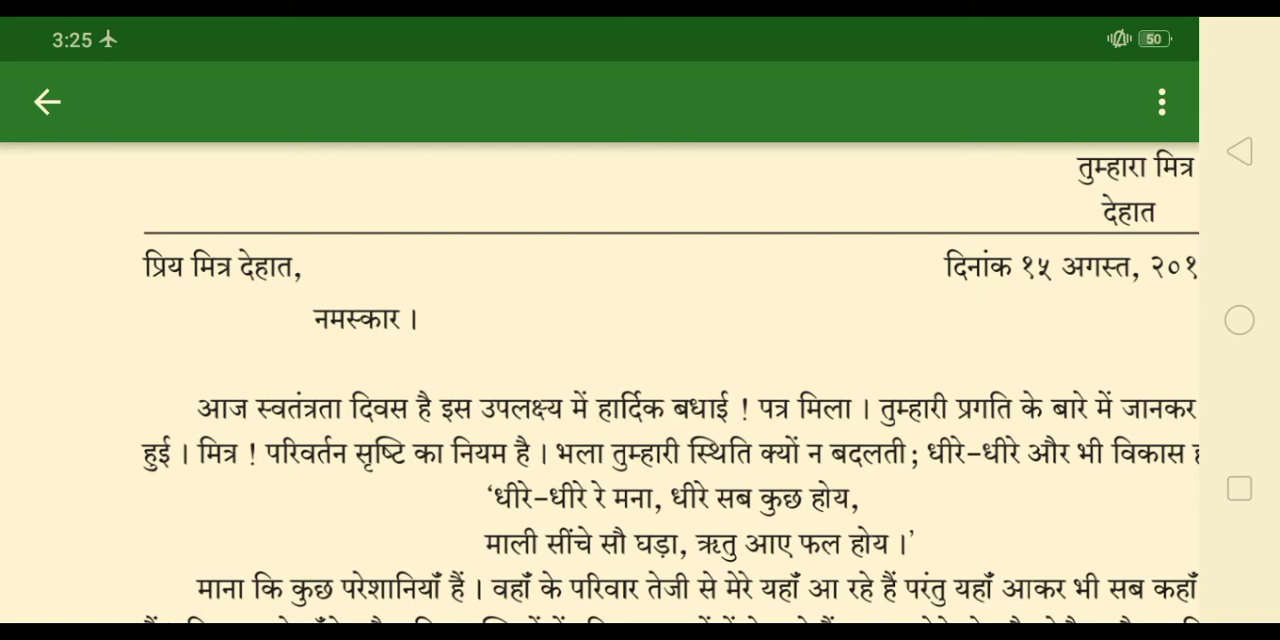 3:25
50
तुम्हारा मित्र
देहात
प्रिय मित्र देहात, दिनांक १५ अगस्त, २०१
नमस्कार ।
आज स्वतंत्रता दिवस है इस उपलक्ष्य में हार्दिक बधाई ! पत्र मिला । तुम्हारी प्रगति के बारे में जानकर
हुई । मित्र ! परिवर्तन सृष्टि का नियम है । भला तुम्हारी स्थिति क्यों न बदलती ; धीरे-धीरे और भी विकास
‘धीरे-धीरे रे मना, धीरे सब कुछ होय,
माली सींचे सौ घड़ा, ऋतु आए फल होय ।’
माना कि कुछ परेशानियाँ हैं । वहाँ के परिवार तेजी से मेरे यहाँ आ रहे हैं परंतु यहाँ आकर भी सब कहाँ